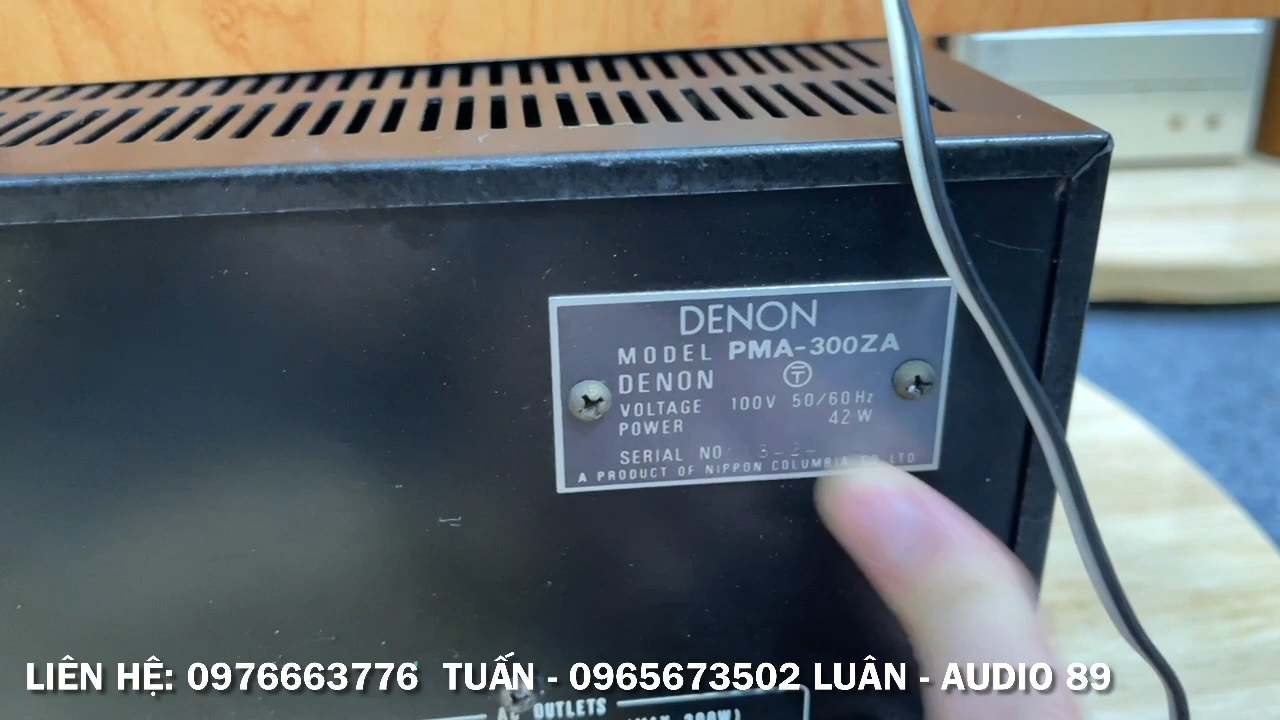 DENON
MODEL PMA-300ZA
DENON
VOLTAGE 100V 50/60Hz
POWER 42W
SERIAL NO
A PRODUCT OF NIPPON COLUMBIA CO LTD
LIÊN HỆ: 0976663776 TUẤN - 0965673502 LUÂN - AUDIO 89
AC OUTLETS